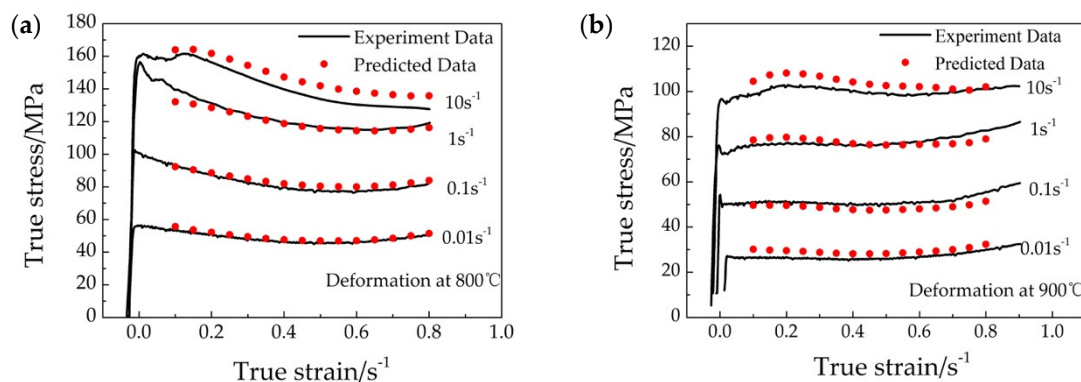 (a)
180
160
140
120
100
80
60
40
20
0
True stress/MPa
Experiment Data
Predicted Data
10s⁻¹
1s⁻¹
0.1s⁻¹
0.01s⁻¹
Deformation at 800℃
0.0 0.2 0.4 0.6 0.8 1.0
True strain/s⁻¹
(b)
120
100
80
60
40
20
0
True stress/MPa
Experiment Data
Predicted Data
10s⁻¹
1s⁻¹
0.1s⁻¹
0.01s⁻¹
Deformation at 900℃
0.0 0.2 0.4 0.6 0.8 1.0
True strain/s⁻¹